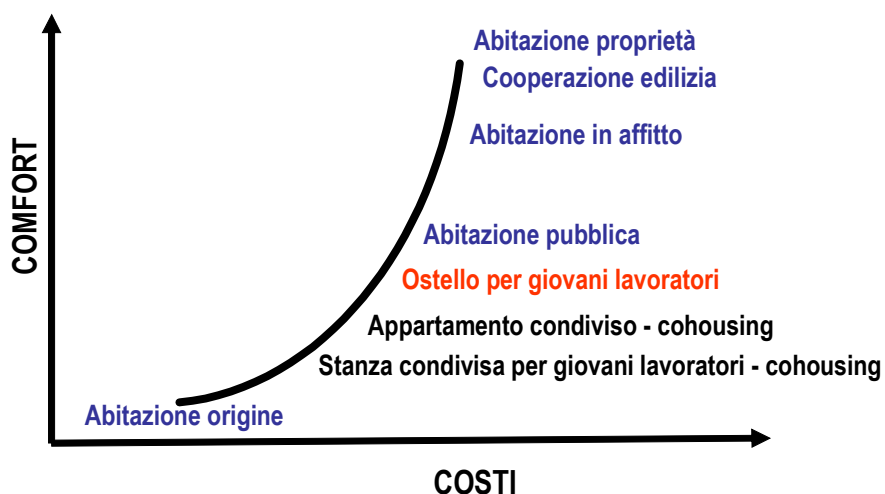 Abitazione proprietà
Cooperazione edilizia
Abitazione in affitto
COMFORT
Abitazione pubblica
Ostello per giovani lavoratori
Appartamento condiviso - cohousing
Stanza condivisa per giovani lavoratori - cohousing
Abitazione origine
COSTI